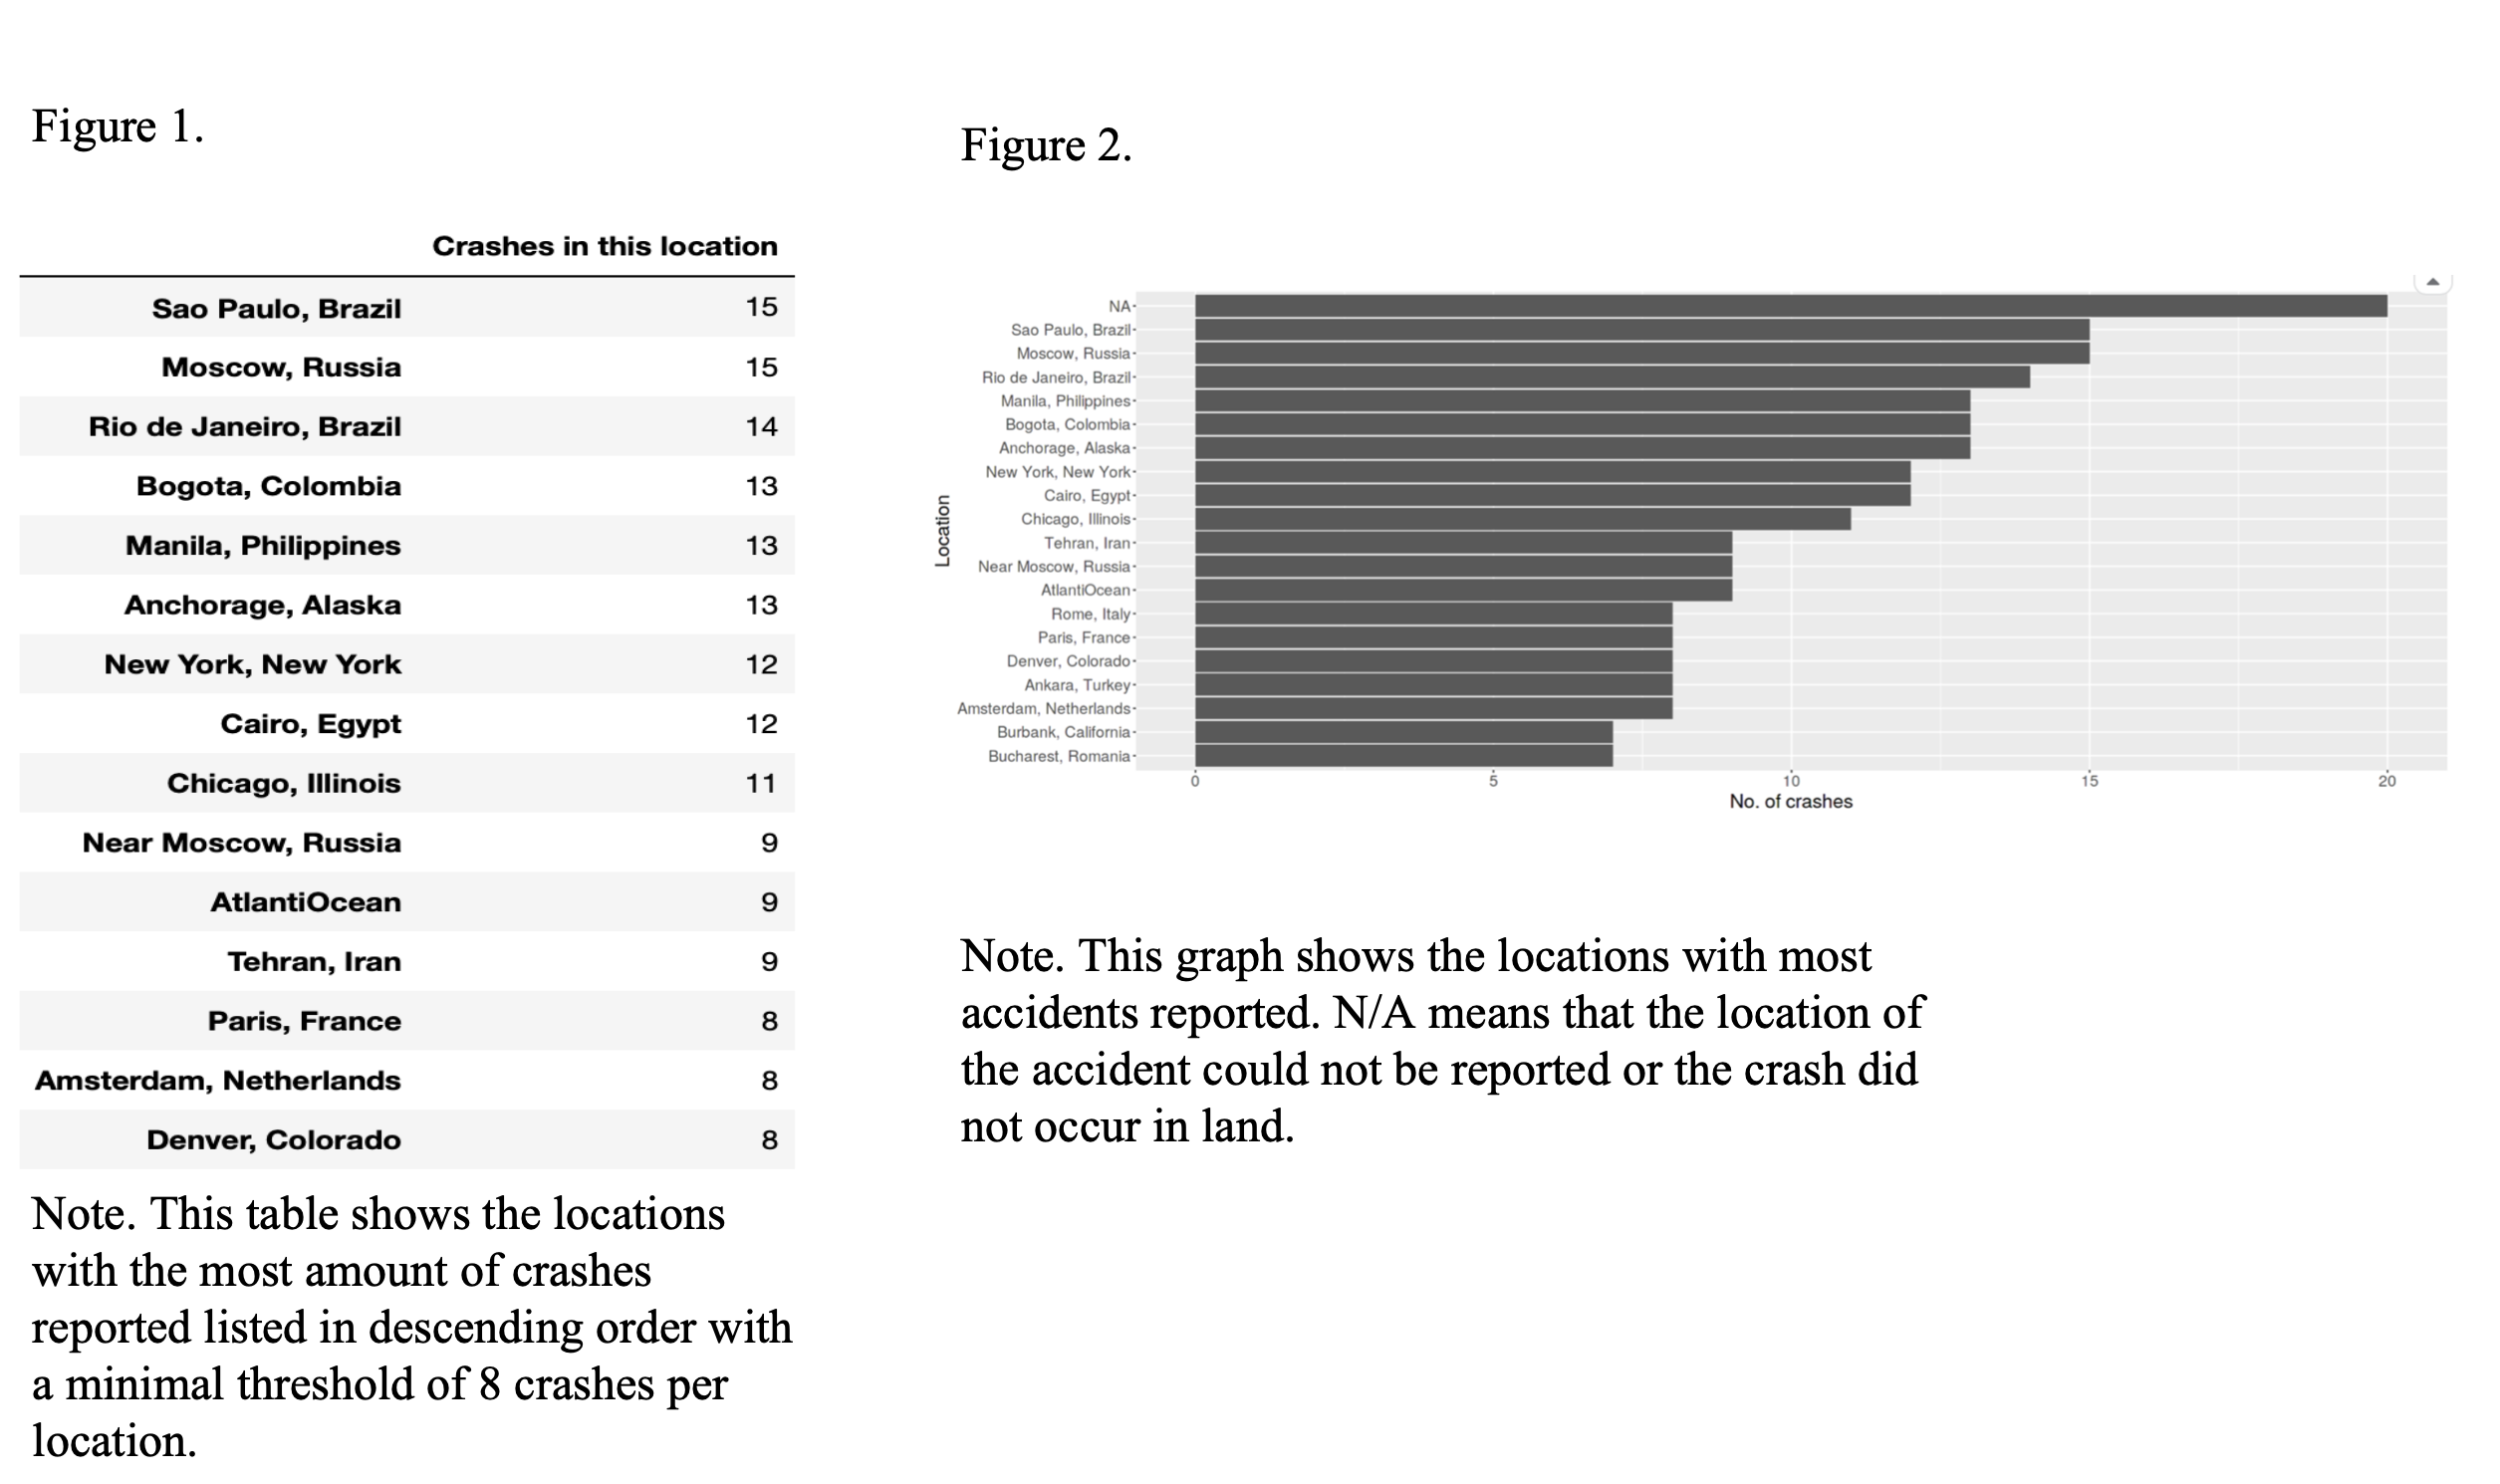 Figure 1.
Crashes in this location
Sao Paulo, Brazil 15
Moscow, Russia 15
Rio de Janeiro, Brazil 14
Bogota, Colombia 13
Manila, Philippines 13
Anchorage, Alaska 13
New York, New York 12
Cairo, Egypt 12
Chicago, Illinois 11
Near Moscow, Russia 9
AtlantiOcean 9
Tehran, Iran 9
Paris, France 8
Amsterdam, Netherlands 8
Denver, Colorado 8
Note. This table shows the locations
with the most amount of crashes
reported listed in descending order with
a minimal threshold of 8 crashes per
location.
Figure 2.
Location
NA
Sao Paulo, Brazil
Moscow, Russia
Rio de Janeiro, Brazil
Manila, Philippines
Bogota, Colombia
Anchorage, Alaska
New York, New York
Cairo, Egypt
Chicago, Illinois
Tehran, Iran
Near Moscow, Russia
AtlantiOcean
Rome, Italy
Paris, France
Denver, Colorado
Ankara, Turkey
Amsterdam, Netherlands
Burbank, California
Bucharest, Romania
0 5 10 15 20
No. of crashes
Note. This graph shows the locations with most
accidents reported. N/A means that the location of
the accident could not be reported or the crash did
not occur in land.